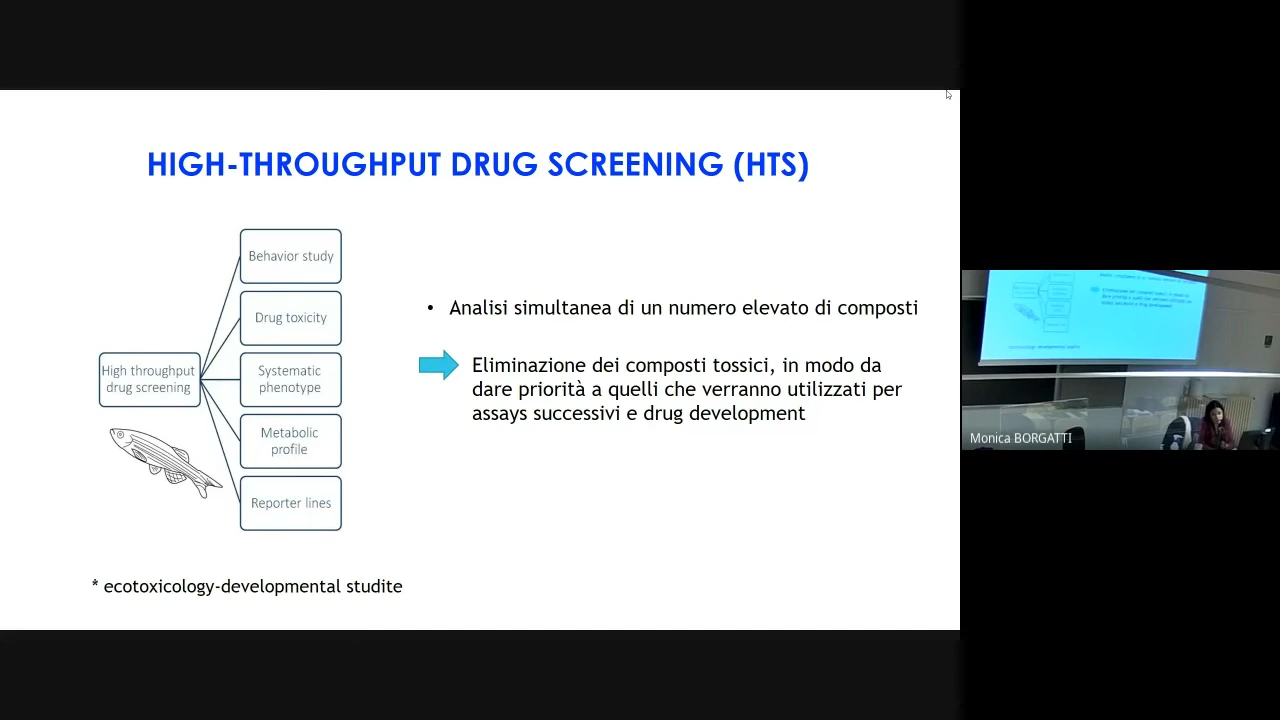 HIGH-THROUGHPUT DRUG SCREENING (HTS)
Behavior study
Drug toxicity
High throughput
drug screening
Systematic
phenotype
Metabolic
profile
Reporter lines
• Analisi simultanea di un numero elevato di composti
Eliminazione dei composti tossici, in modo da
dare priorità a quelli che verranno utilizzati per
assays successivi e drug development
* ecotoxicology-developmental studite
Monica BORGATTI